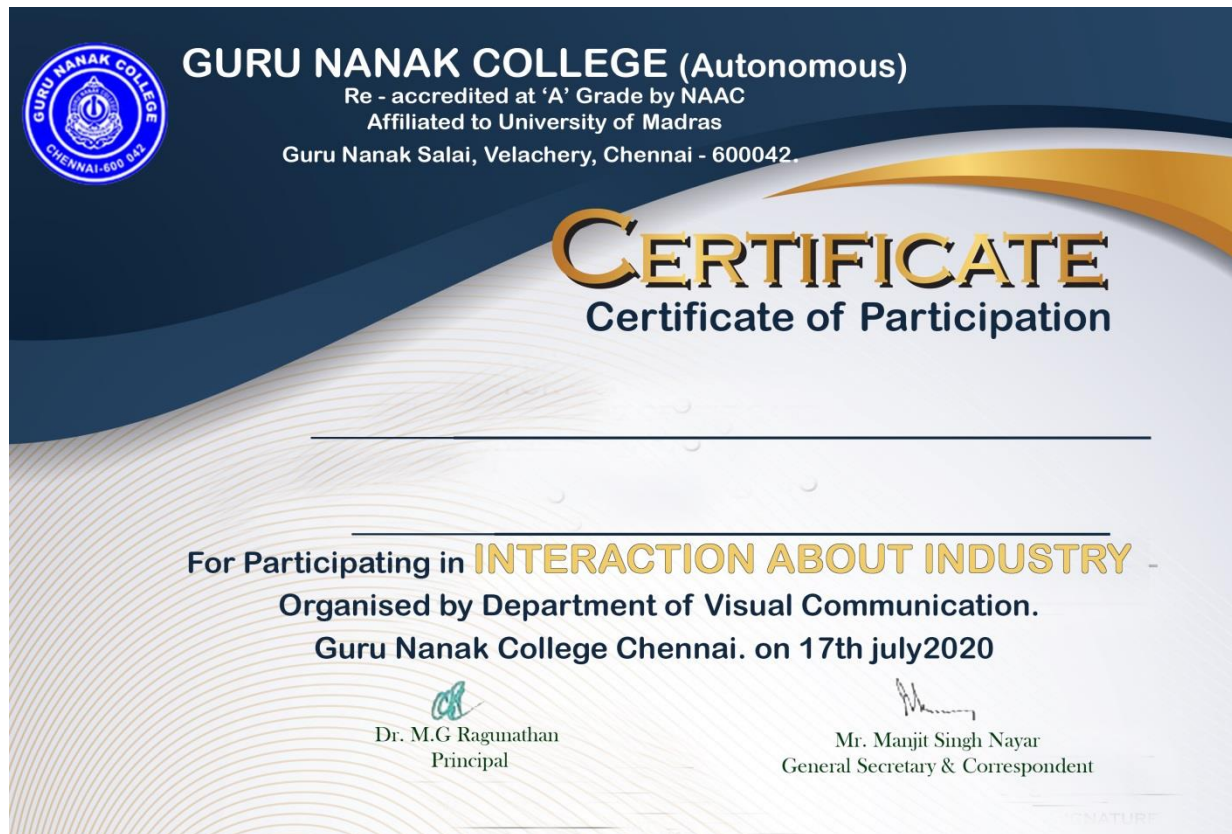 GURU NANAK COLLEGE
CHENNAI-600 042
GURU NANAK COLLEGE (Autonomous)
Re - accredited at ‘A’ Grade by NAAC
Affiliated to University of Madras
Guru Nanak Salai, Velachery, Chennai - 600042.
CERTIFICATE
Certificate of Participation
For Participating in INTERACTION ABOUT INDUSTRY -
Organised by Department of Visual Communication.
Guru Nanak College Chennai. on 17th july2020
Dr. M.G Ragunathan
Principal
Mr. Manjit Singh Nayar
General Secretary & Correspondent
SIGNATURE